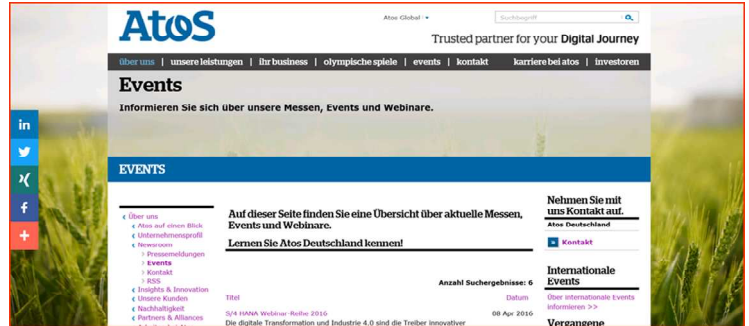 Atos
Atos Global
Suchbegriff
Trusted partner for your Digital Journey
über uns | unsere leistungen | ihr business | olympische spiele | events | kontakt karriere bei atos | investoren
Events
Informieren Sie sich über unsere Messen, Events und Webinare.
in
f
+
EVENTS
Über uns
Atos auf einen Blick
Unternehmensprofil
Newsroom
Pressemeldungen
Events
Kontakt
RSS
Insights & Innovation
Unsere Kunden
Nachhaltigkeit
Partners & Alliances
Auf dieser Seite finden Sie eine Übersicht über aktuelle Messen,
Events und Webinare.
Lernen Sie Atos Deutschland kennen!
Anzahl Suchergebnisse: 6
Titel Datum
S/4 HANA Webinar-Reihe 2016 08 Apr 2016
Die digitale Transformation und Industrie 4.0 sind die Treiber innovativer
Nehmen Sie mit
uns Kontakt auf.
Atos Deutschland
Kontakt
Internationale
Events
Über internationale Events
informieren >>
Vergangene